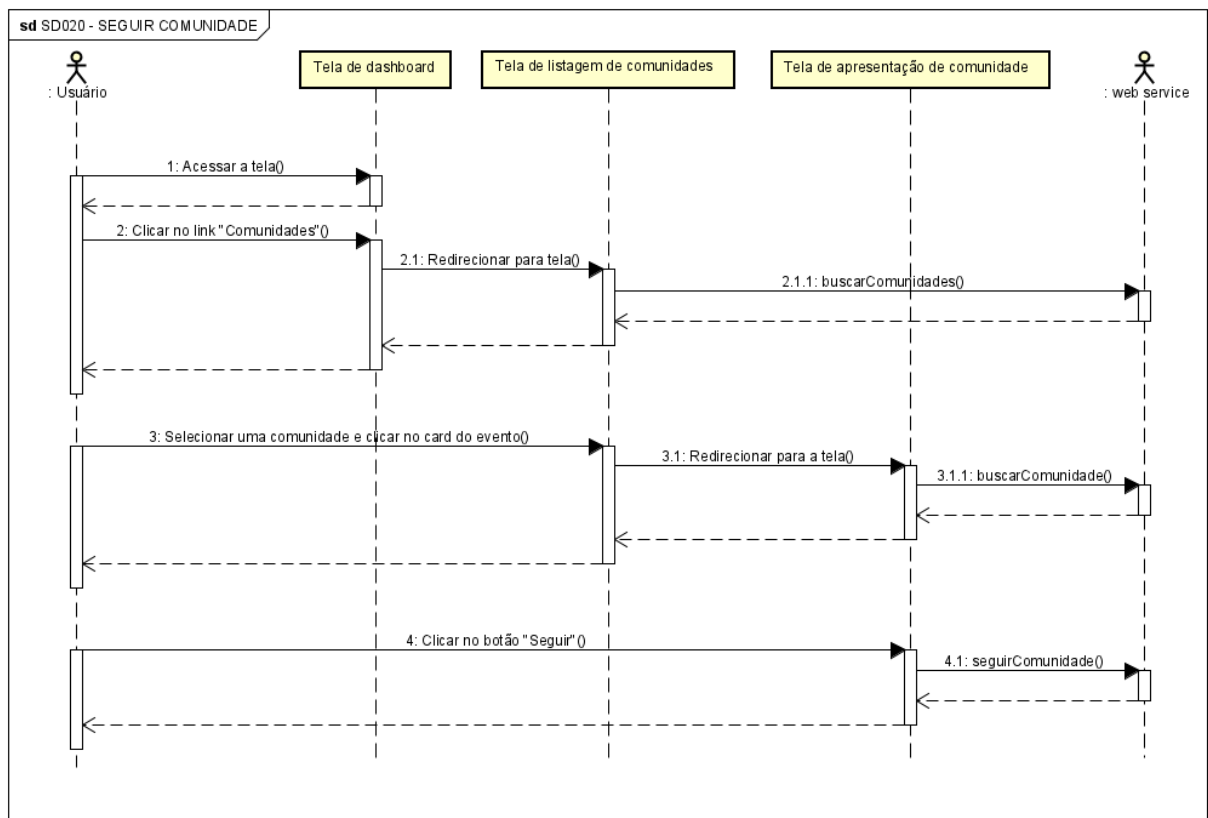 sd SD020 - SEGUIR COMUNIDADE
: Usuário
Tela de dashboard
Tela de listagem de comunidades
Tela de apresentação de comunidade
: web service
1: Acessar a tela()
2: Clicar no link "Comunidades"()
2.1: Redirecionar para tela()
2.1.1: buscarComunidades()
3: Selecionar uma comunidade e clicar no card do evento()
3.1: Redirecionar para a tela()
3.1.1: buscarComunidade()
4: Clicar no botão "Seguir"()
4.1: seguirComunidade()